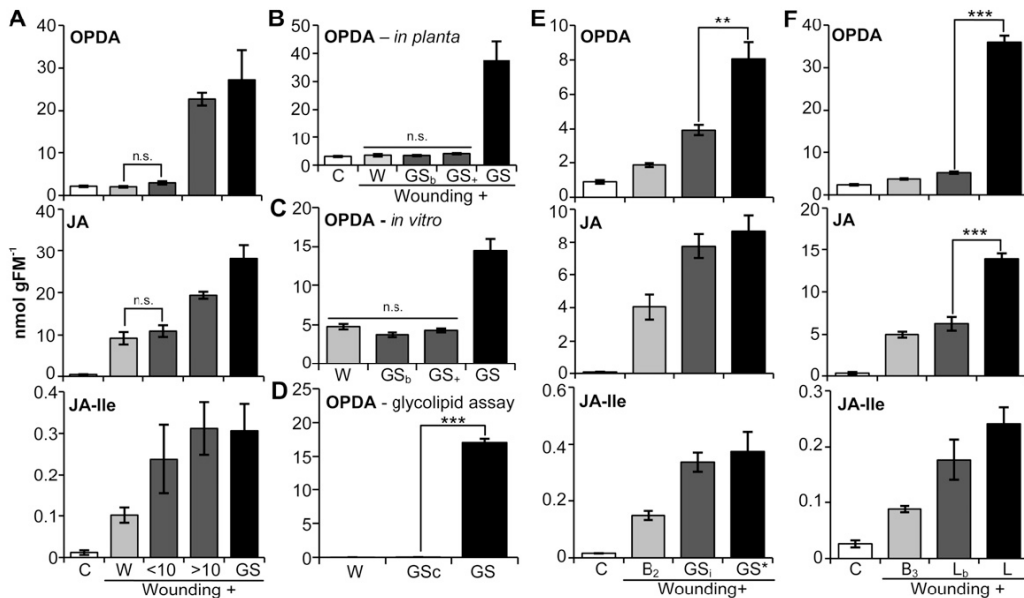 A
OPDA
40
30
20
10
0
n.s.
JA
40
30
20
10
0
n.s.
nmol gFM⁻¹
JA-Ile
0.4
0.3
0.2
0.1
0
C W <10 >10 GS
Wounding +
B
OPDA – in planta
50
40
30
20
10
0
n.s.
C W GSb GS+ GS
Wounding +
C
OPDA - in vitro
20
15
10
5
0
n.s.
W GSb GS+ GS
D
OPDA - glycolipid assay
20
15
10
5
0
***
W GSc GS
E
OPDA
10
8
6
4
2
0
**
JA
10
8
6
4
2
0
JA-Ile
0.6
0.4
0.2
0
C B₂ GSi GS*
Wounding+
F
OPDA
40
30
20
10
0
***
JA
20
15
10
5
0
***
JA-Ile
0.3
0.2
0.1
0
C B₃ Lb L
Wounding +